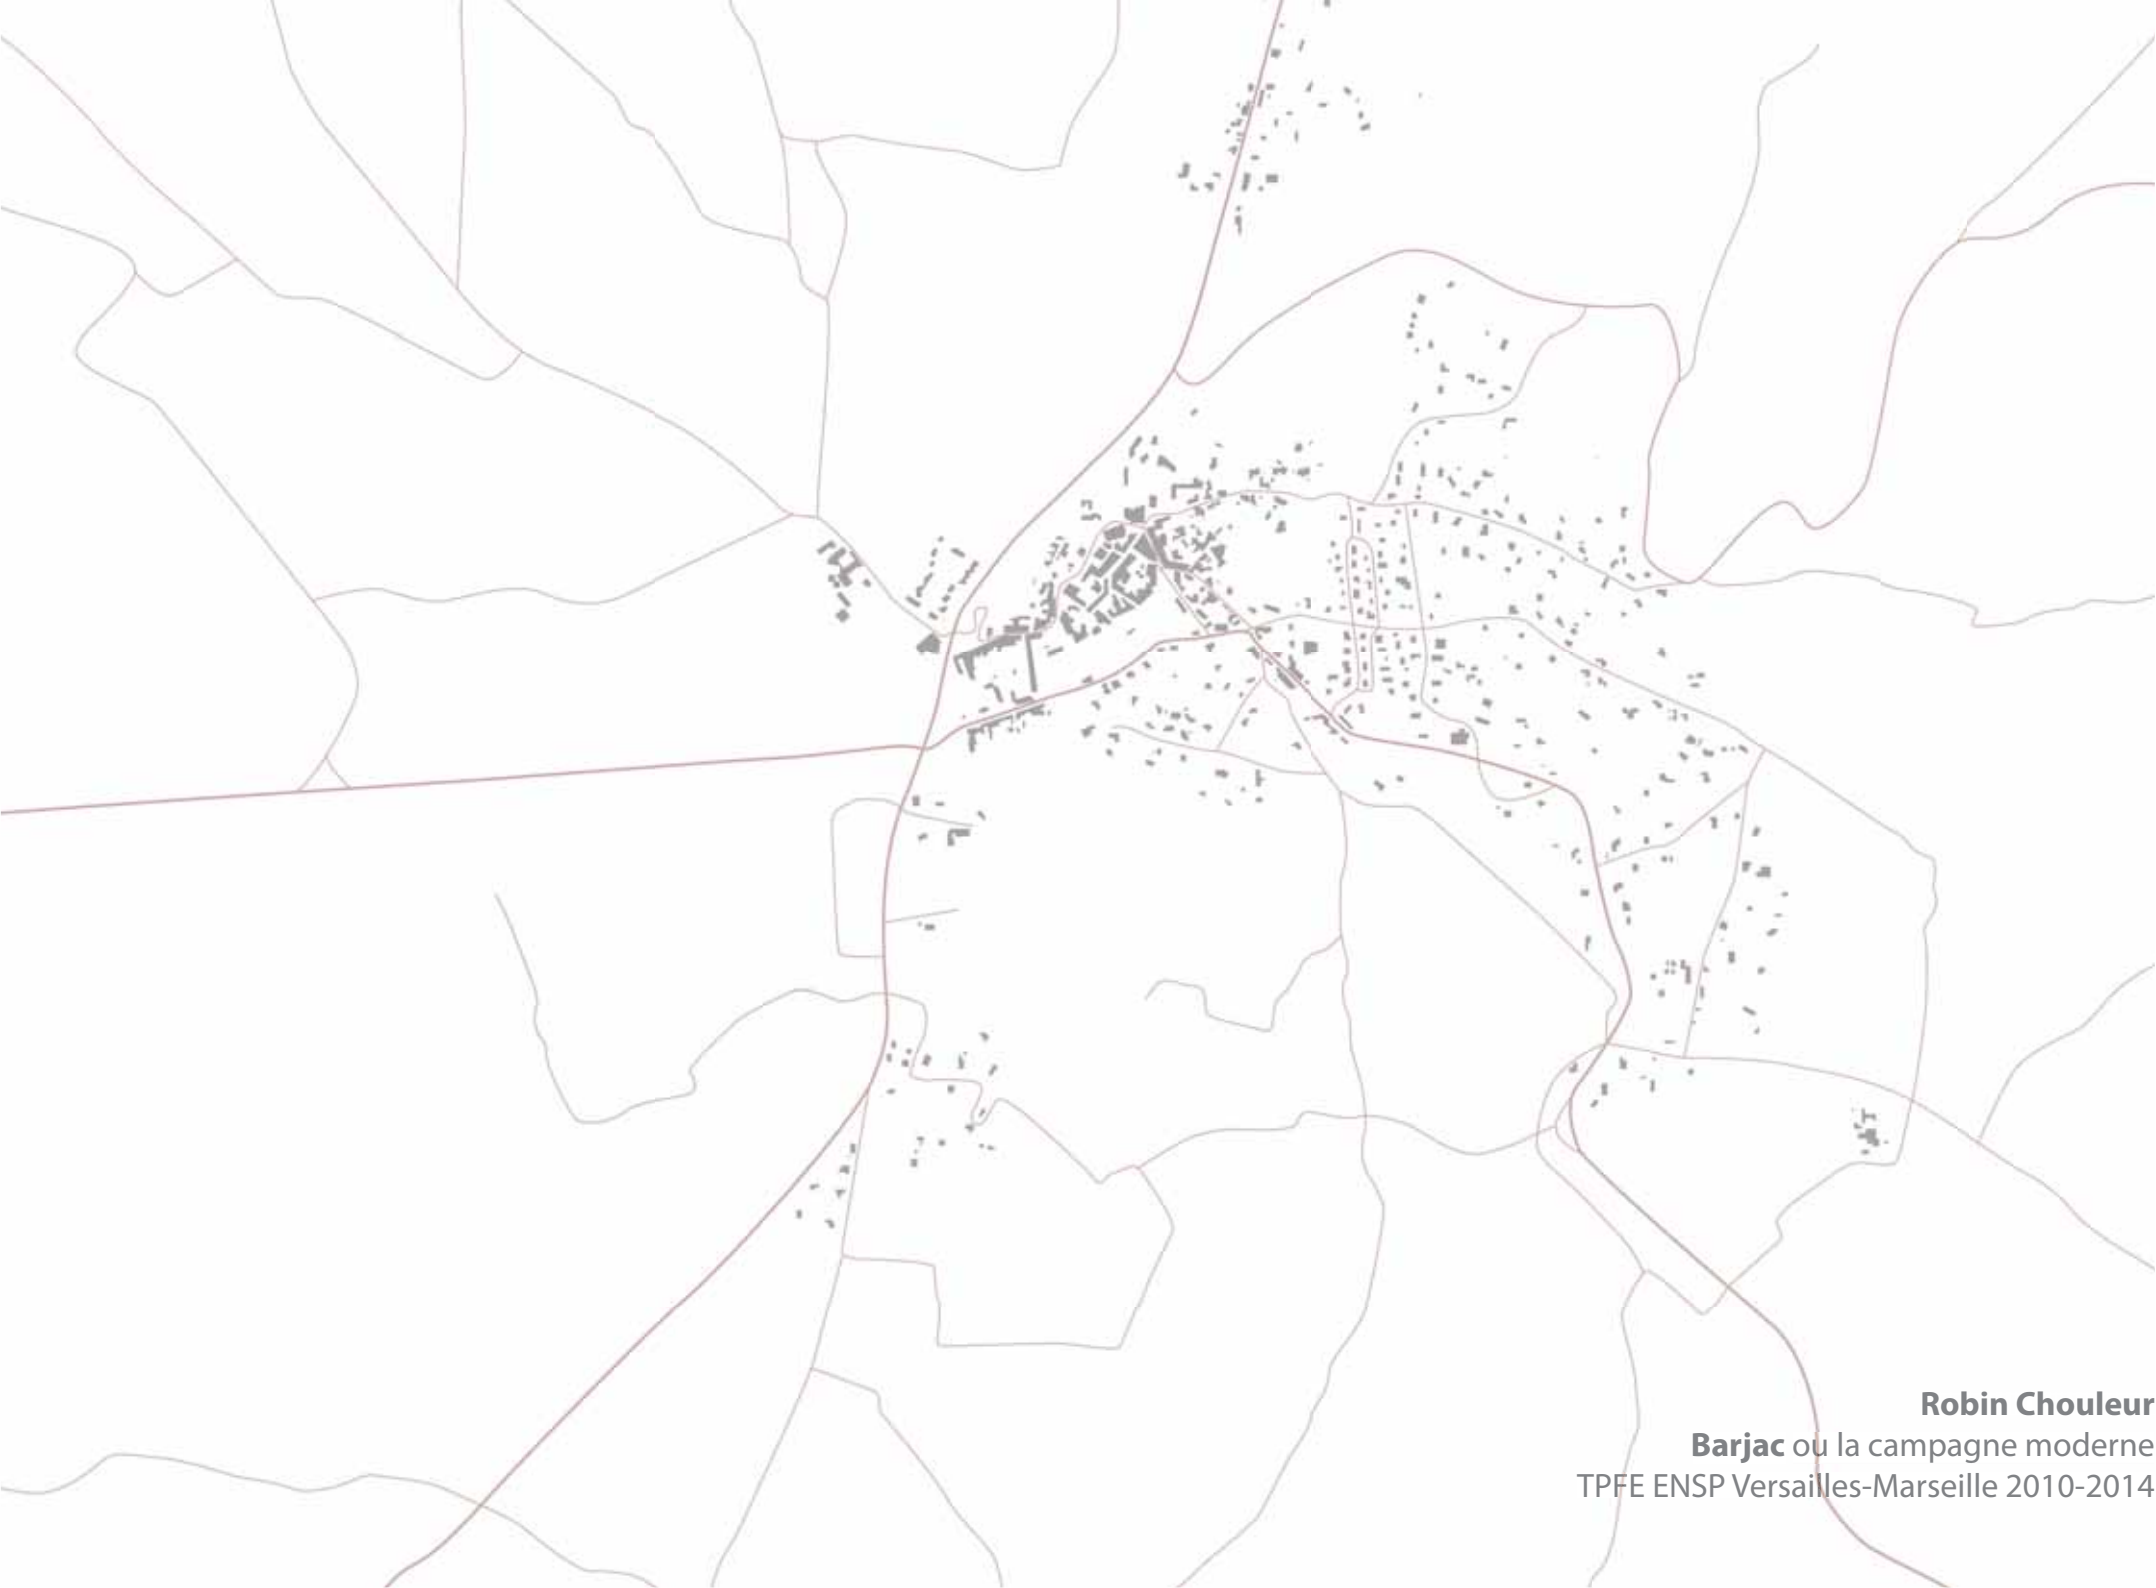 Robin Chouleur
Barjac ou la campagne moderne
TPFE ENSP Versailles-Marseille 2010-2014